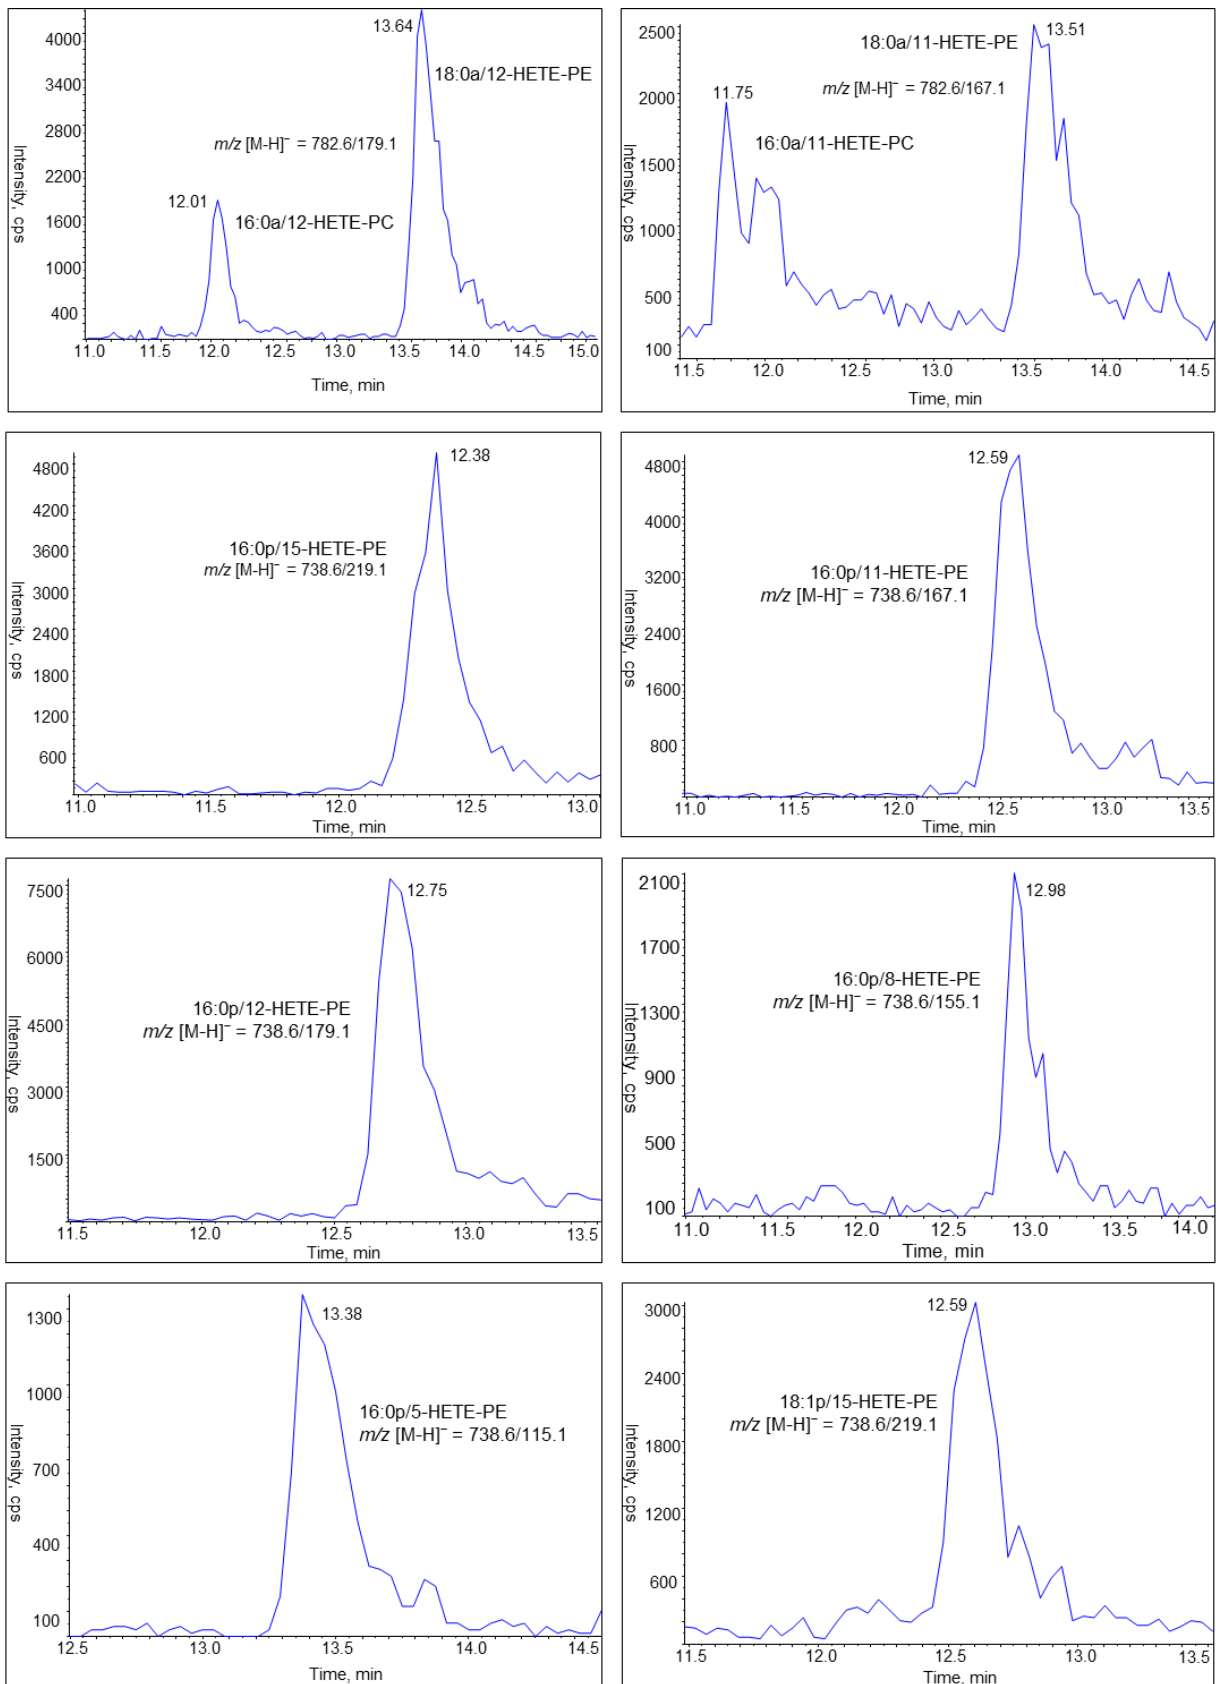 13.64
18:0a/12-HETE-PE
m/z [M-H]⁻ = 782.6/179.1
12.01
16:0a/12-HETE-PC
4000
3400
2800
2200
1600
1000
400
Intensity, cps
11.0 11.5 12.0 12.5 13.0 13.6 14.0 14.5 15.0
Time, min
18:0a/11-HETE-PE
13.51
m/z [M-H]⁻ = 782.6/167.1
11.75
16:0a/11-HETE-PC
2500
2000
1500
1000
500
100
Intensity, cps
11.5 12.0 12.5 13.0 13.5 14.0 14.5
Time, min
12.38
16:0p/15-HETE-PE
m/z [M-H]⁻ = 738.6/219.1
4800
4200
3600
3000
2400
1800
1200
600
Intensity, cps
11.0 11.5 12.0 12.5 13.0
Time, min
12.59
16:0p/11-HETE-PE
m/z [M-H]⁻ = 738.6/167.1
4800
4000
3200
2400
1600
800
Intensity, cps
11.0 11.5 12.0 12.5 13.0 13.5
Time, min
12.75
16:0p/12-HETE-PE
m/z [M-H]⁻ = 738.6/179.1
7500
6000
4500
3000
1500
Intensity, cps
11.5 12.0 12.5 13.0 13.5
Time, min
12.98
16:0p/8-HETE-PE
m/z [M-H]⁻ = 738.6/155.1
2100
1700
1300
900
500
100
Intensity, cps
11.0 11.5 12.0 12.5 13.0 13.5 14.0
Time, min
13.38
16:0p/5-HETE-PE
m/z [M-H]⁻ = 738.6/115.1
1300
1000
700
400
100
Intensity, cps
12.5 13.0 13.5 14.0 14.5
Time, min
12.59
18:1p/15-HETE-PE
m/z [M-H]⁻ = 738.6/219.1
3000
2400
1800
1200
600
Intensity, cps
11.5 12.0 12.5 13.0 13.5
Time, min